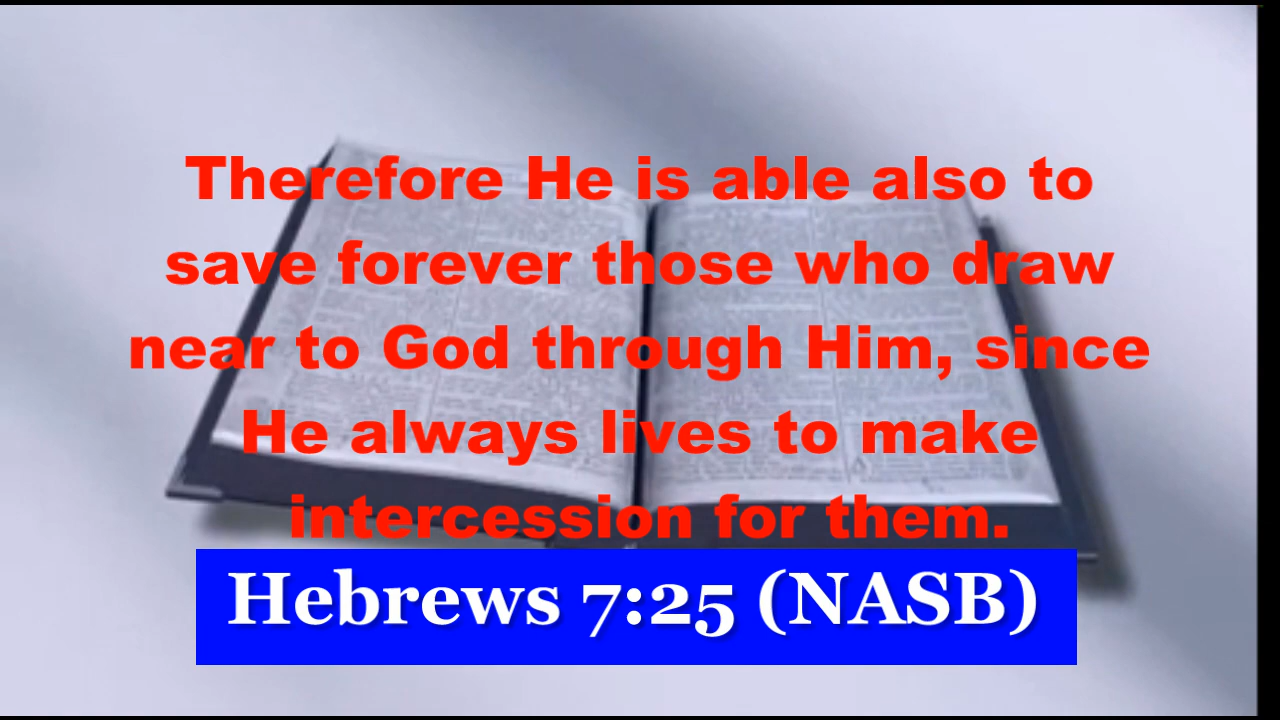 Therefore He is able also to
save forever those who draw
near to God through Him, since
He always lives to make
intercession for them.
Hebrews 7:25 (NASB)